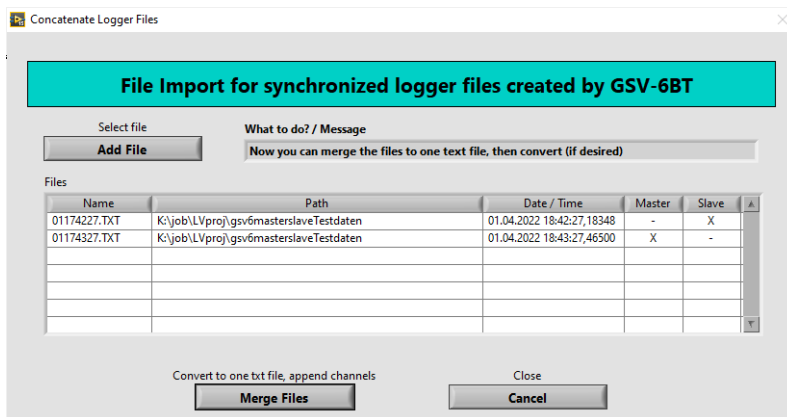 Concatenate Logger Files
File Import for synchronized logger files created by GSV-6BT
Select file
What to do? / Message
Add File
Now you can merge the files to one text file, then convert (if desired)
Files
Name Path Date / Time Master Slave
01174227.TXT K:\job\LVproj\gsv6masterslaveTestdaten 01.04.2022 18:42:27,18348 - X
01174327.TXT K:\job\LVproj\gsv6masterslaveTestdaten 01.04.2022 18:43:27,46500 X -
Convert to one txt file, append channels
Close
Merge Files
Cancel